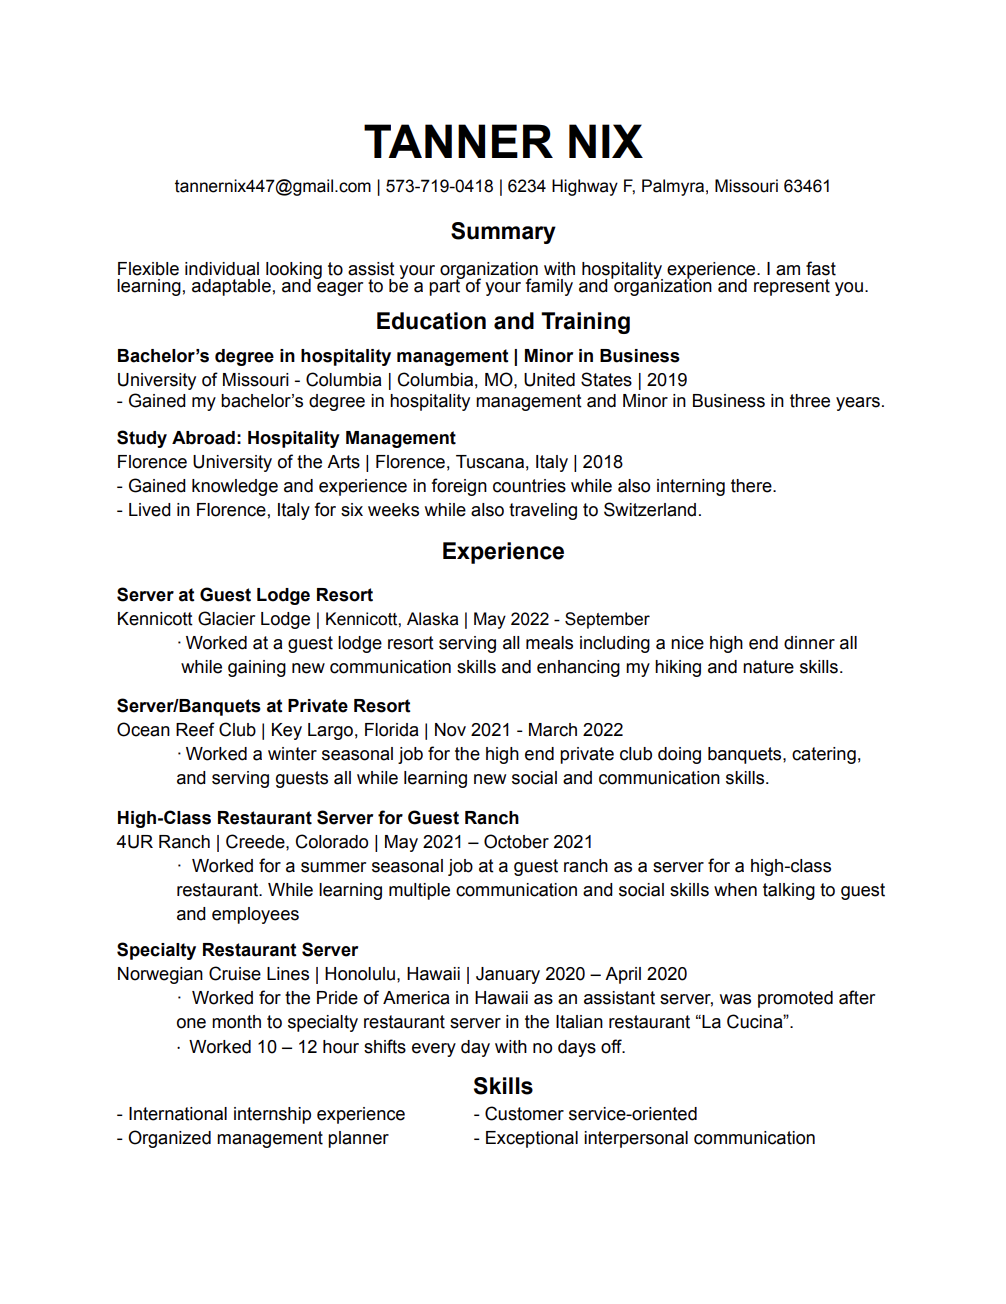 TANNER NIX
tannernix447@gmail.com | 573-719-0418 | 6234 Highway F, Palmyra, Missouri 63461
Summary
Flexible individual looking to assist your organization with hospitality experience. I am fast
learning, adaptable, and eager to be a part of your family and organization and represent you.
Education and Training
Bachelor’s degree in hospitality management | Minor in Business
University of Missouri - Columbia | Columbia, MO, United States | 2019
- Gained my bachelor’s degree in hospitality management and Minor in Business in three years.
Study Abroad: Hospitality Management
Florence University of the Arts | Florence, Tuscana, Italy | 2018
- Gained knowledge and experience in foreign countries while also interning there.
- Lived in Florence, Italy for six weeks while also traveling to Switzerland.
Experience
Server at Guest Lodge Resort
Kennicott Glacier Lodge | Kennicott, Alaska | May 2022 - September
· Worked at a guest lodge resort serving all meals including a nice high end dinner all
while gaining new communication skills and enhancing my hiking and nature skills.
Server/Banquets at Private Resort
Ocean Reef Club | Key Largo, Florida | Nov 2021 - March 2022
· Worked a winter seasonal job for the high end private club doing banquets, catering,
and serving guests all while learning new social and communication skills.
High-Class Restaurant Server for Guest Ranch
4UR Ranch | Creede, Colorado | May 2021 – October 2021
· Worked for a summer seasonal job at a guest ranch as a server for a high-class
restaurant. While learning multiple communication and social skills when talking to guest
and employees
Specialty Restaurant Server
Norwegian Cruise Lines | Honolulu, Hawaii | January 2020 – April 2020
· Worked for the Pride of America in Hawaii as an assistant server, was promoted after
one month to specialty restaurant server in the Italian restaurant “La Cucina”.
· Worked 10 – 12 hour shifts every day with no days off.
Skills
- International internship experience
- Organized management planner
- Customer service-oriented
- Exceptional interpersonal communication